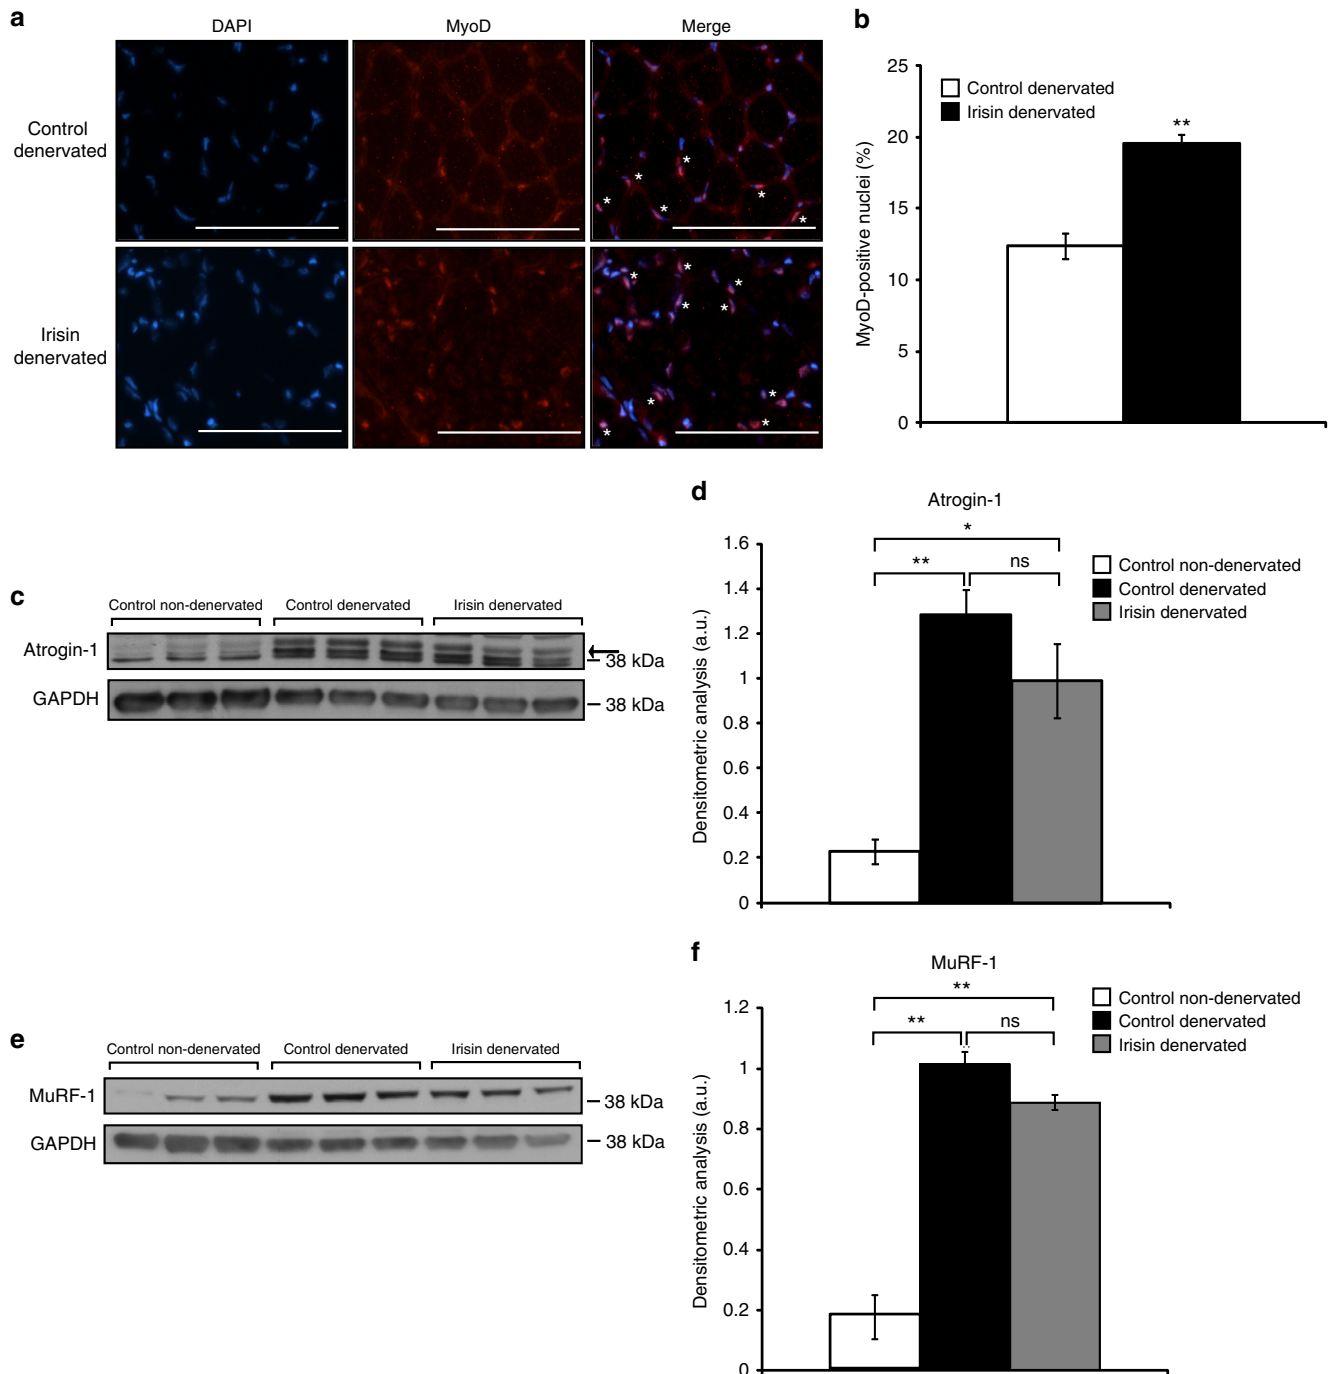 a
DAPI
MyoD
Merge
Control
denervated
* * * * * *
Irisin
denervated
* * * * * * * * *
b
Control denervated
Irisin denervated
**
MyoD-positive nuclei (%)
25
20
15
10
5
0
c
Control non-denervated
Control denervated
Irisin denervated
Atrogin-1
38 kDa
GAPDH
38 kDa
d
Atrogin-1
*
** ns
Control non-denervated
Control denervated
Irisin denervated
Densitometric analysis (a.u.)
1.6
1.4
1.2
1
0.8
0.6
0.4
0.2
0
e
Control non-denervated
Control denervated
Irisin denervated
MuRF-1
38 kDa
GAPDH
38 kDa
f
MuRF-1
**
** ns
Control non-denervated
Control denervated
Irisin denervated
Densitometric analysis (a.u.)
1.2
1
0.8
0.6
0.4
0.2
0